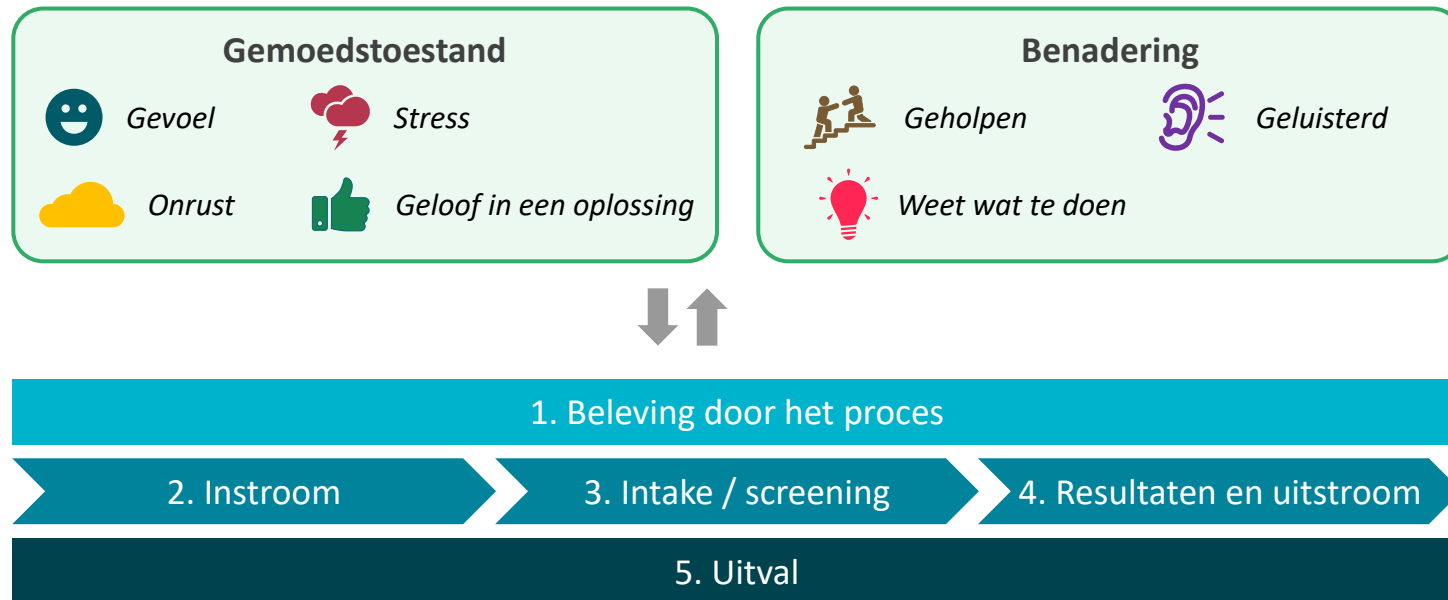 Gemoedstoestand
Gevoel
Stress
Onrust
Geloof in een oplossing
Benadering
Geholpen
Geluisterd
Weet wat te doen
1. Beleving door het proces
2. Instroom
3. Intake / screening
4. Resultaten en uitstroom
5. Uitval